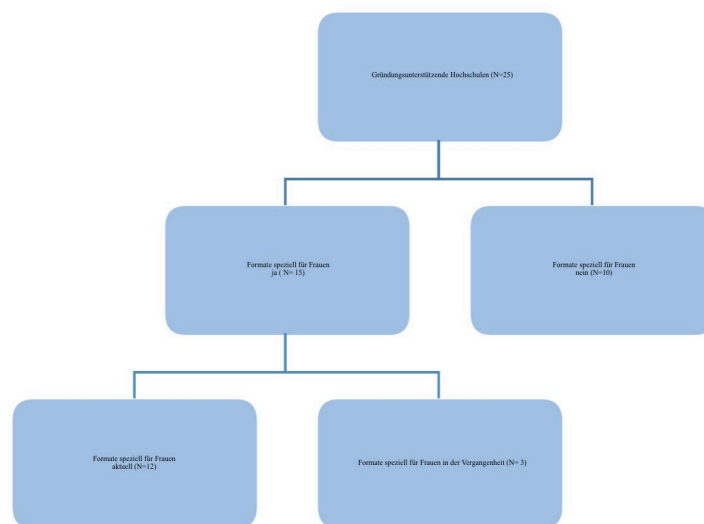 Gründungsunterstützende Hochschulen (N=25)
Formate speziell für Frauen
ja ( N= 15)
Formate speziell für Frauen
nein (N=10)
Formate speziell für Frauen
aktuell (N=12)
Formate speziell für Frauen in der Vergangenheit (N= 3)